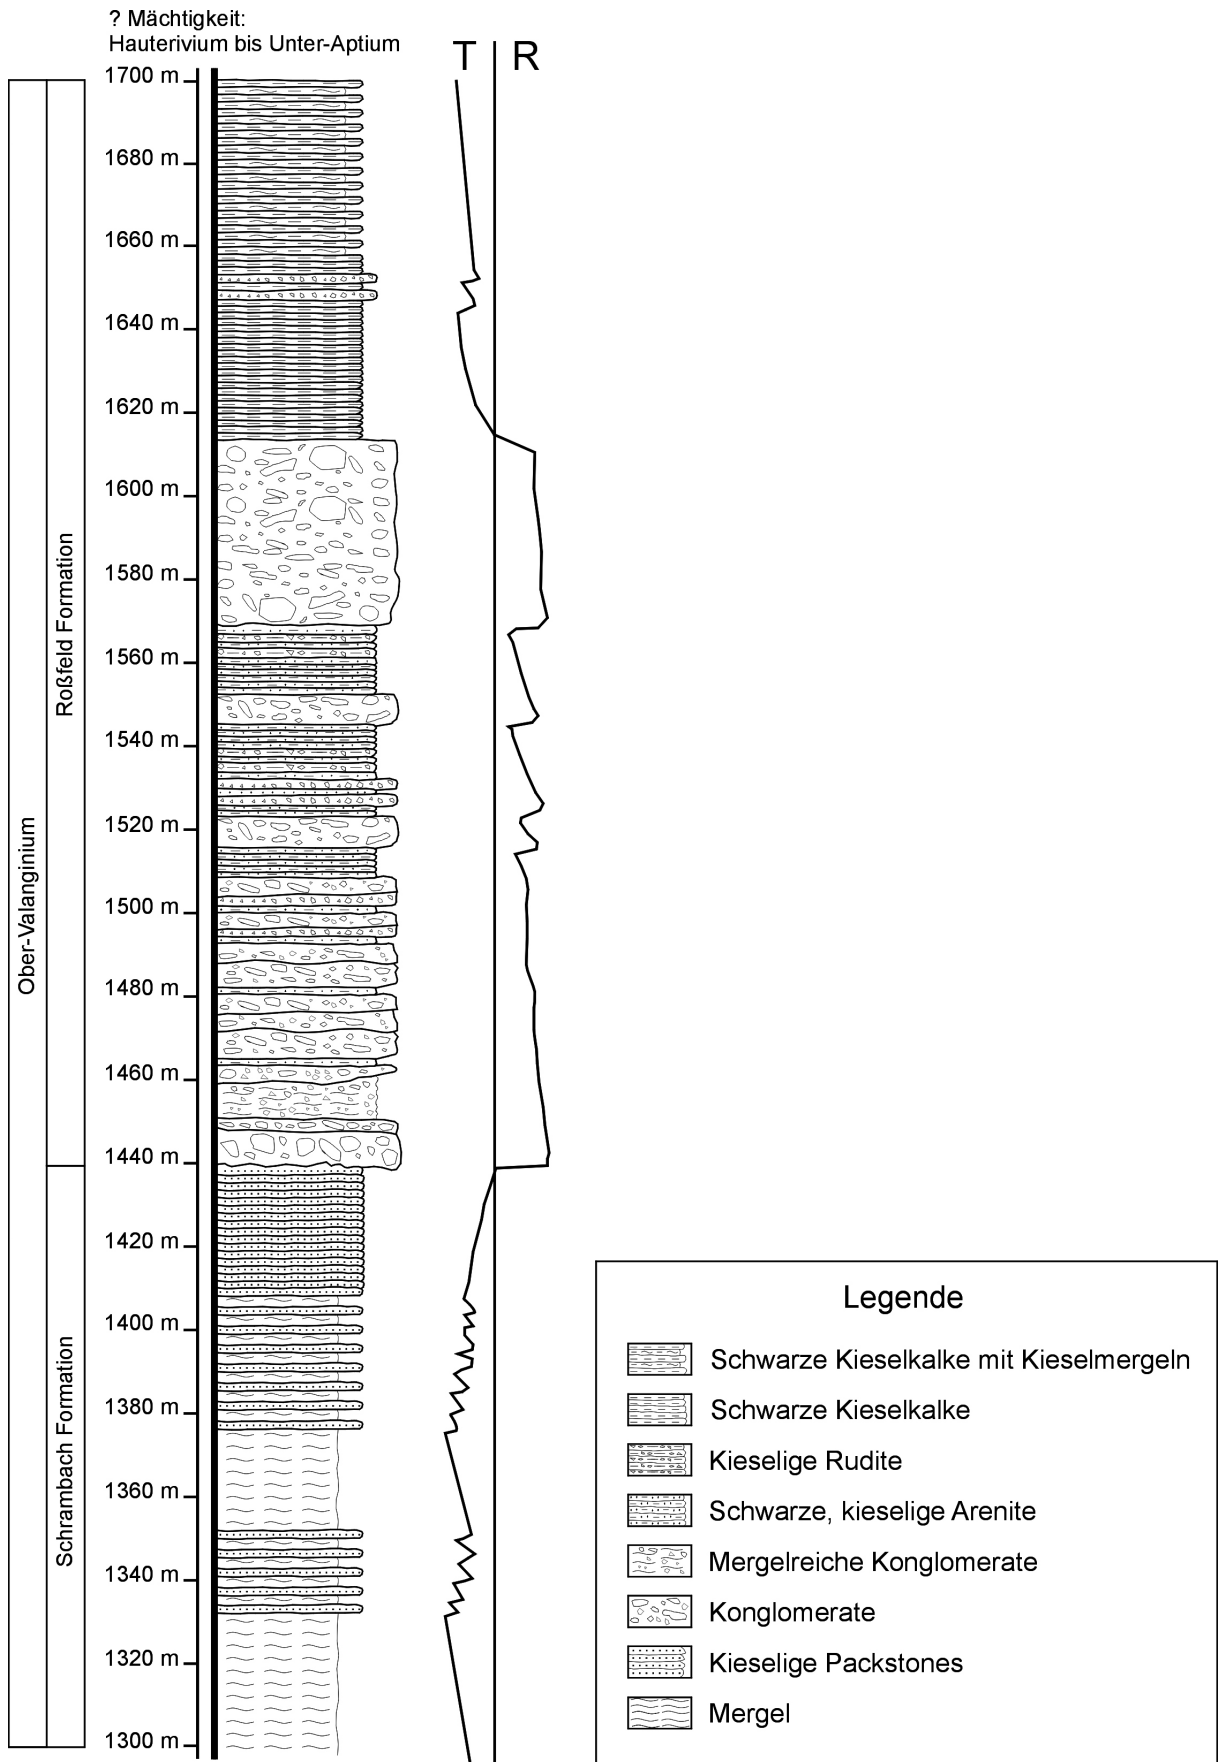 ? Mächtigkeit:
Hauterivium bis Unter-Aptium
T R
1700 m
1680 m
1660 m
1640 m
1620 m
1600 m
1580 m
1560 m
1540 m
1520 m
1500 m
1480 m
1460 m
1440 m
1420 m
1400 m
1380 m
1360 m
1340 m
1320 m
1300 m
Ober-Valanginium
Roßfeld Formation
Schrambach Formation
Legende
Schwarze Kieselkalke mit Kieselmergeln
Schwarze Kieselkalke
Kieselige Rudite
Schwarze, kieselige Arenite
Mergelreiche Konglomerate
Konglomerate
Kieselige Packstones
Mergel